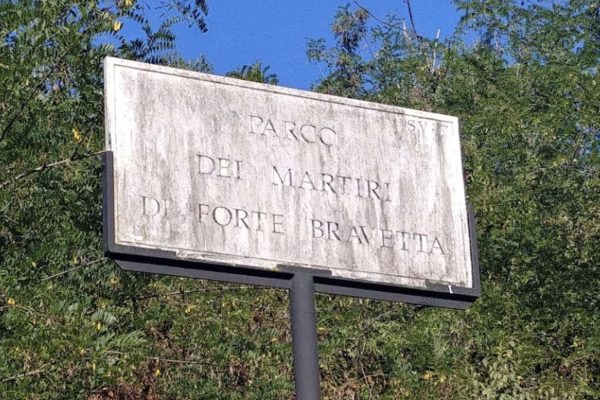 S.V.
PARCO
DEI MARTIRI
DI FORTE BRAVETTA